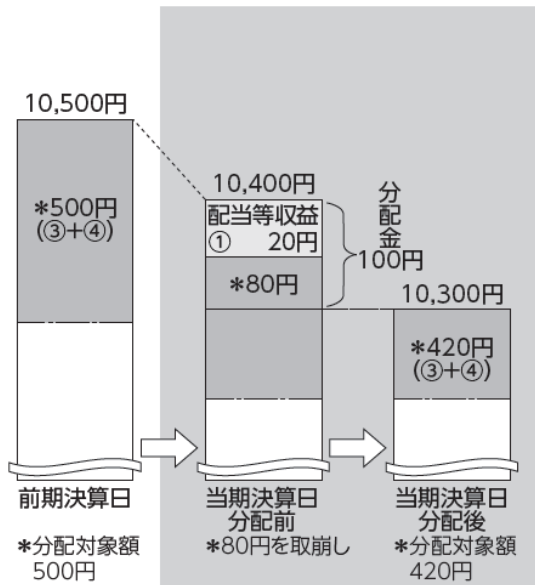 10,500円
*500円
(③+④)
前期決算日
*分配対象額
500円
10,400円
配当等収益
① 20円
*80円
分配金
100円
当期決算日
分配前
*80円を取崩し
10,300円
*420円
(③+④)
当期決算日
分配後
*分配対象額
420円